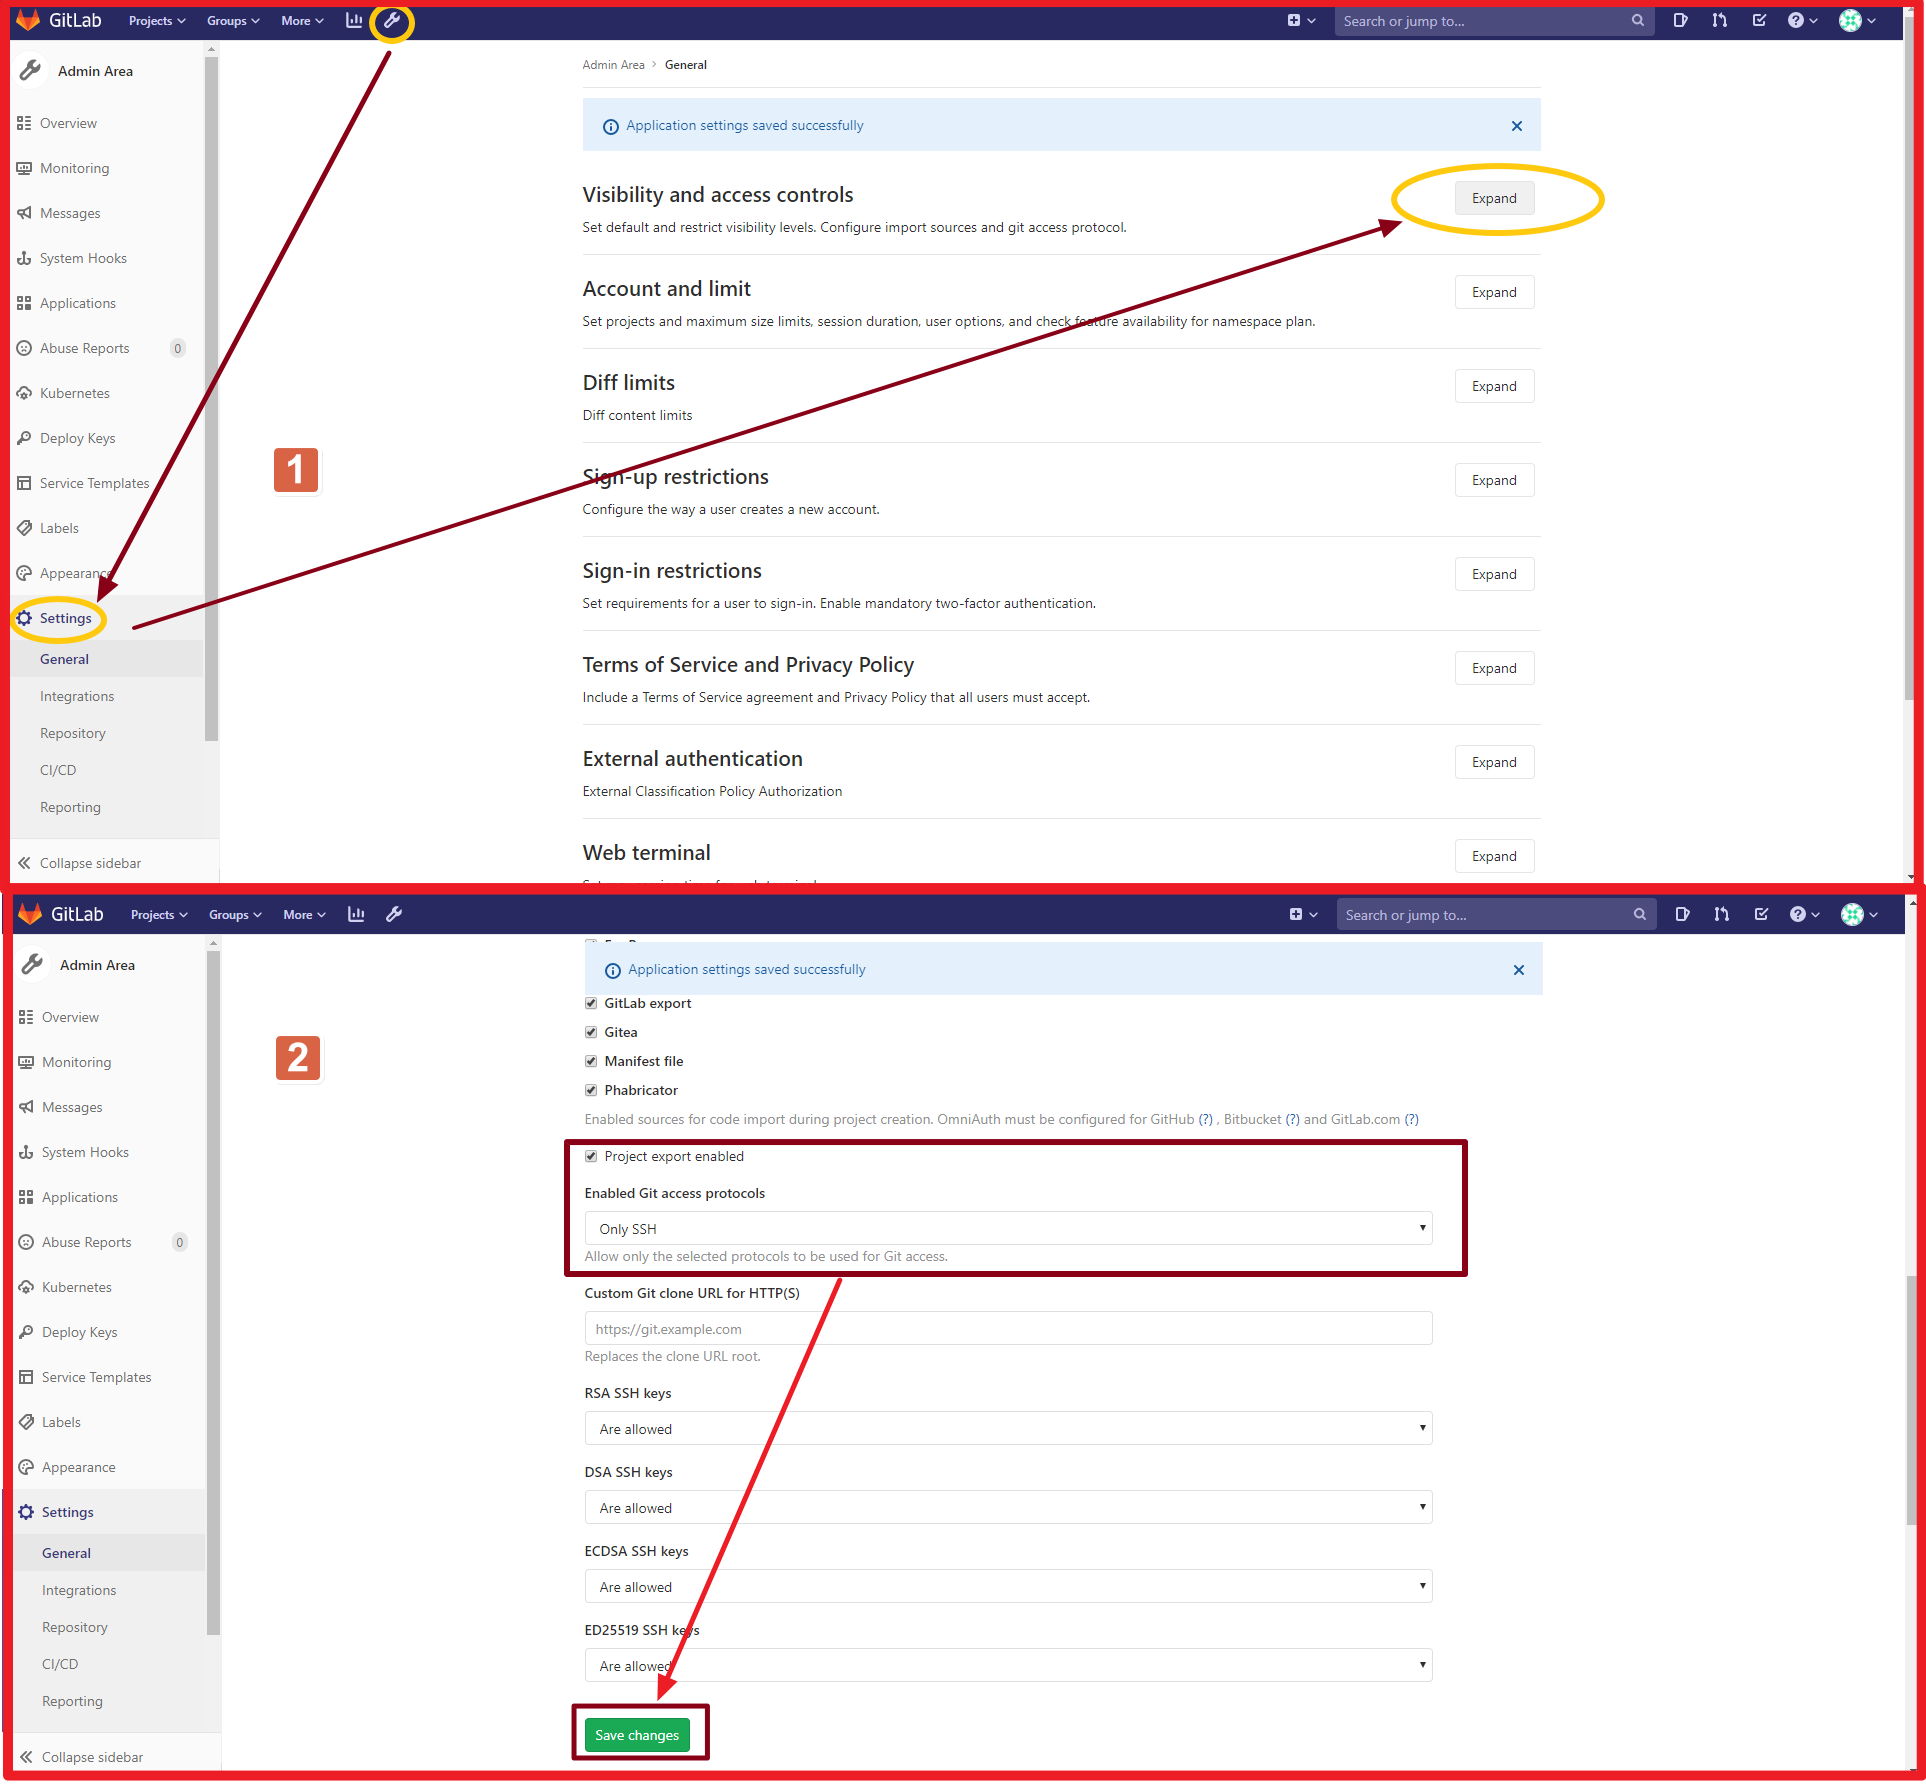 GitLab Projects Groups More Search or jump to...
Admin Area
Overview
Monitoring
Messages
System Hooks
Applications
Abuse Reports 0
Kubernetes
Deploy Keys
Service Templates
Labels
Appearance
Settings
General
Integrations
Repository
CI/CD
Reporting
Collapse sidebar
1
Admin Area > General
Application settings saved successfully
Visibility and access controls
Expand
Set default and restrict visibility levels. Configure import sources and git access protocol.
Account and limit
Expand
Set projects and maximum size limits, session duration, user options, and check feature availability for namespace plan.
Diff limits
Expand
Diff content limits
Sign-up restrictions
Expand
Configure the way a user creates a new account.
Sign-in restrictions
Expand
Set requirements for a user to sign-in. Enable mandatory two-factor authentication.
Terms of Service and Privacy Policy
Expand
Include a Terms of Service agreement and Privacy Policy that all users must accept.
External authentication
Expand
External Classification Policy Authorization
Web terminal
Expand
GitLab Projects Groups More Search or jump to...
Admin Area
Overview
Monitoring
Messages
System Hooks
Applications
Abuse Reports 0
Kubernetes
Deploy Keys
Service Templates
Labels
Appearance
Settings
General
Integrations
Repository
CI/CD
Reporting
Collapse sidebar
2
Application settings saved successfully
GitLab export
Gitea
Manifest file
Phabricator
Enabled sources for code import during project creation. OmniAuth must be configured for GitHub (?) , Bitbucket (?) and GitLab.com (?)
Project export enabled
Enabled Git access protocols
Only SSH
Allow only the selected protocols to be used for Git access.
Custom Git clone URL for HTTP(S)
https://git.example.com
Replaces the clone URL root.
RSA SSH keys
Are allowed
DSA SSH keys
Are allowed
ECDSA SSH keys
Are allowed
ED25519 SSH keys
Are allowed
Save changes